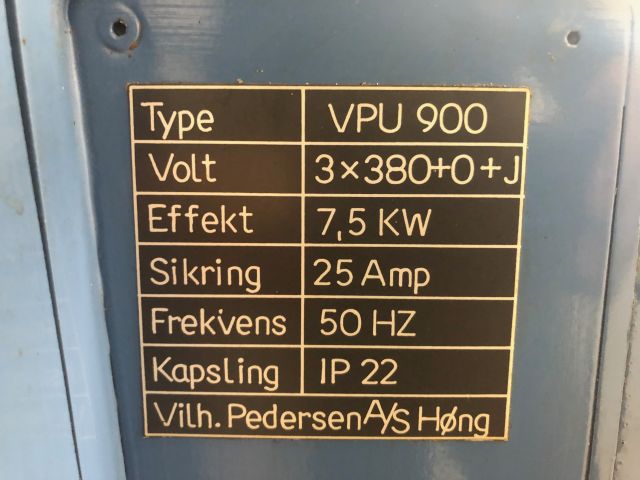 Type VPU 900
Volt 3×380+0+J
Effekt 7,5 KW
Sikring 25 Amp
Frekvens 50 HZ
Kapsling IP 22
Vilh. Pedersen A/S Høng